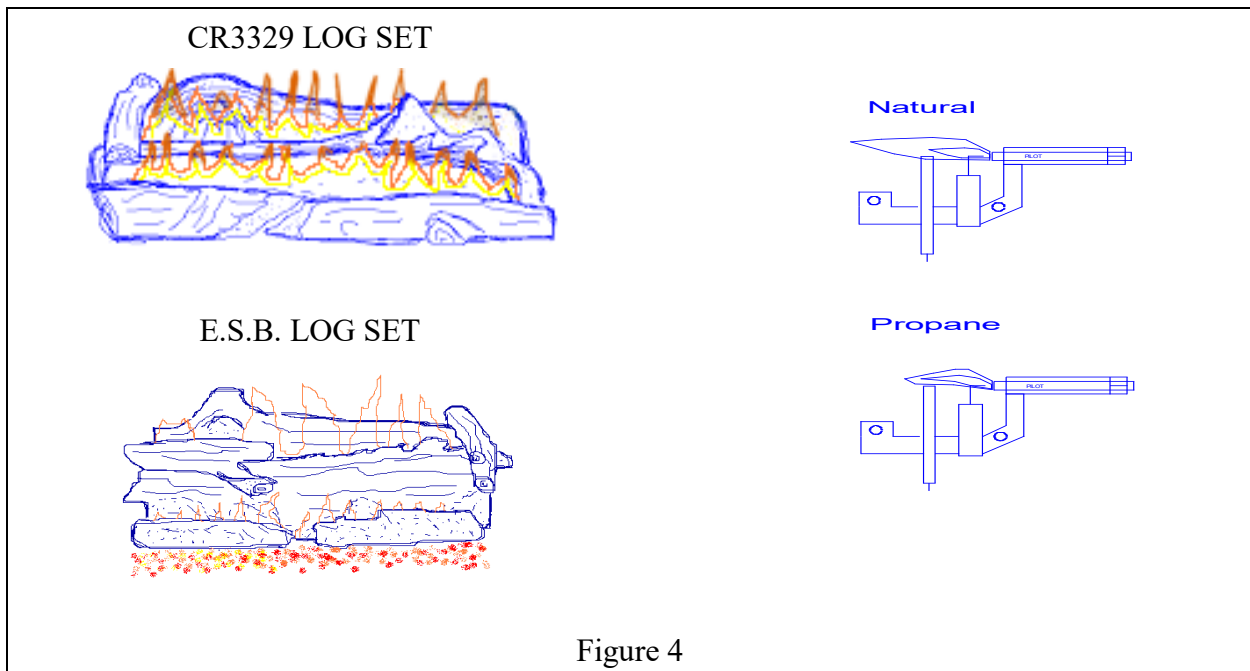 CR3329 LOG SET
Natural
PILOT
E.S.B. LOG SET
Propane
PILOT
Figure 4